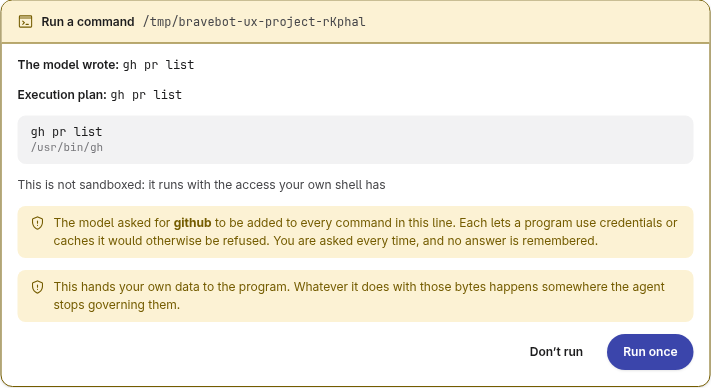 Run a command /tmp/bravebot-ux-project-rKphal
The model wrote: gh pr list
Execution plan: gh pr list
gh pr list
/usr/bin/gh
This is not sandboxed: it runs with the access your own shell has
The model asked for github to be added to every command in this line. Each lets a program use credentials or
caches it would otherwise be refused. You are asked every time, and no answer is remembered.
This hands your own data to the program. Whatever it does with those bytes happens somewhere the agent
stops governing them.
Don’t run Run once